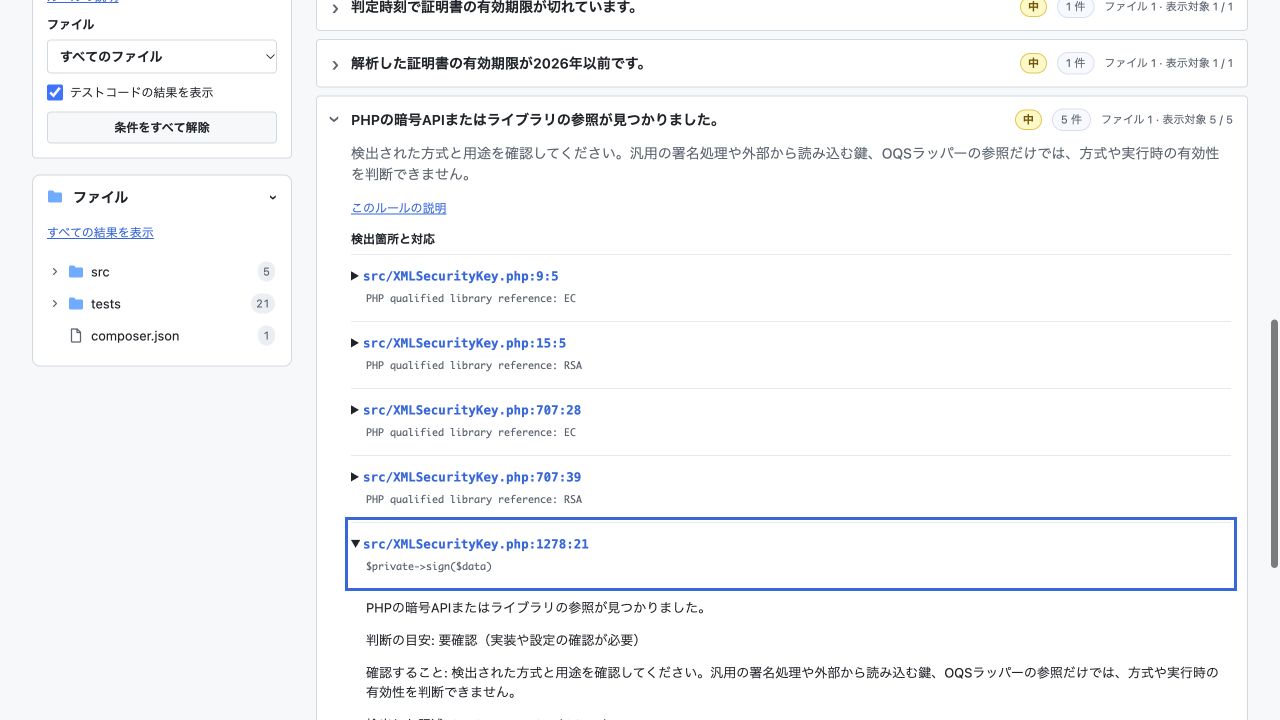 ファイル
すべてのファイル
テストコードの結果を表示
条件をすべて解除
ファイル
すべての結果を表示
src 5
tests 21
composer.json 1
判定時刻で証明書の有効期限が切れています。 中 1 件 ファイル 1 · 表示対象 1 / 1
解析した証明書の有効期限が2026年以前です。 中 1 件 ファイル 1 · 表示対象 1 / 1
PHPの暗号APIまたはライブラリの参照が見つかりました。 中 5 件 ファイル 1 · 表示対象 5 / 5
検出された方式と用途を確認してください。汎用の署名処理や外部から読み込む鍵、OQSラッパーの参照だけでは、方式や実行時の有効性
を判断できません。
このルールの説明
検出箇所と対応
src/XMLSecurityKey.php:9:5
PHP qualified library reference: EC
src/XMLSecurityKey.php:15:5
PHP qualified library reference: RSA
src/XMLSecurityKey.php:707:28
PHP qualified library reference: EC
src/XMLSecurityKey.php:707:39
PHP qualified library reference: RSA
src/XMLSecurityKey.php:1278:21
$private->sign($data)
PHPの暗号APIまたはライブラリの参照が見つかりました。
判断の目安: 要確認（実装や設定の確認が必要）
確認すること: 検出された方式と用途を確認してください。汎用の署名処理や外部から読み込む鍵、OQSラッパーの参照だけでは、方式や実行時の
有効性を判断できません。